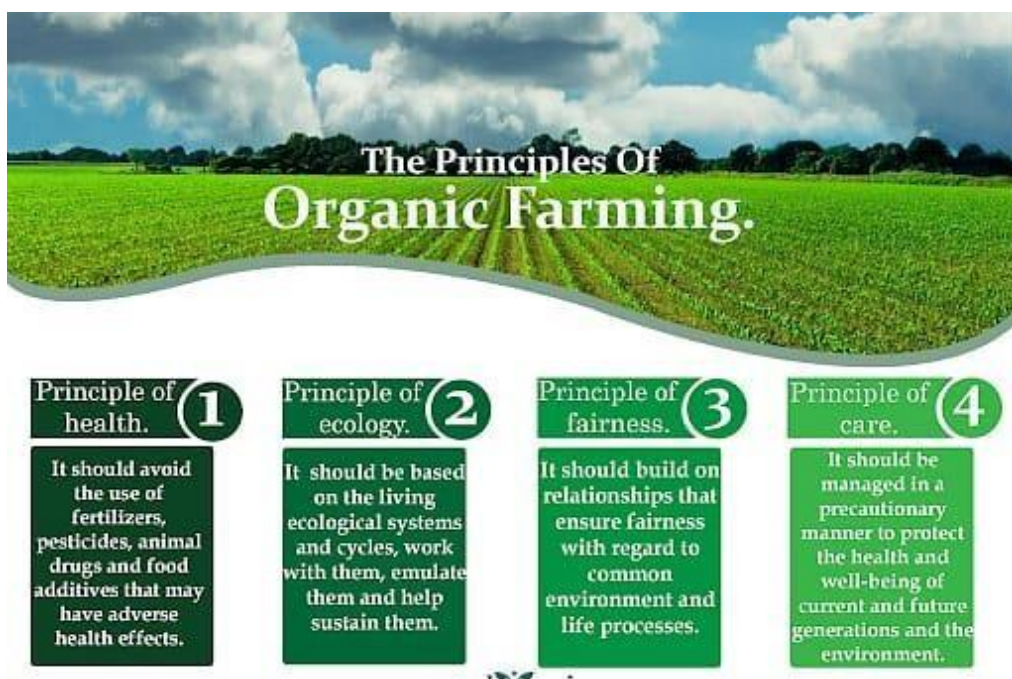 The Principles Of
Organic Farming.
Principle of
health.
1
It should avoid
the use of
fertilizers,
pesticides, animal
drugs and food
additives that may
have adverse
health effects.
Principle of
ecology.
2
It should be based
on the living
ecological systems
and cycles, work
with them, emulate
them and help
sustain them.
Principle of
fairness.
3
It should build on
relationships that
ensure fairness
with regard to
common
environment and
life processes.
Principle of
care.
4
It should be
managed in a
precautionary
manner to protect
the health and
well-being of
current and future
generations and the
environment.